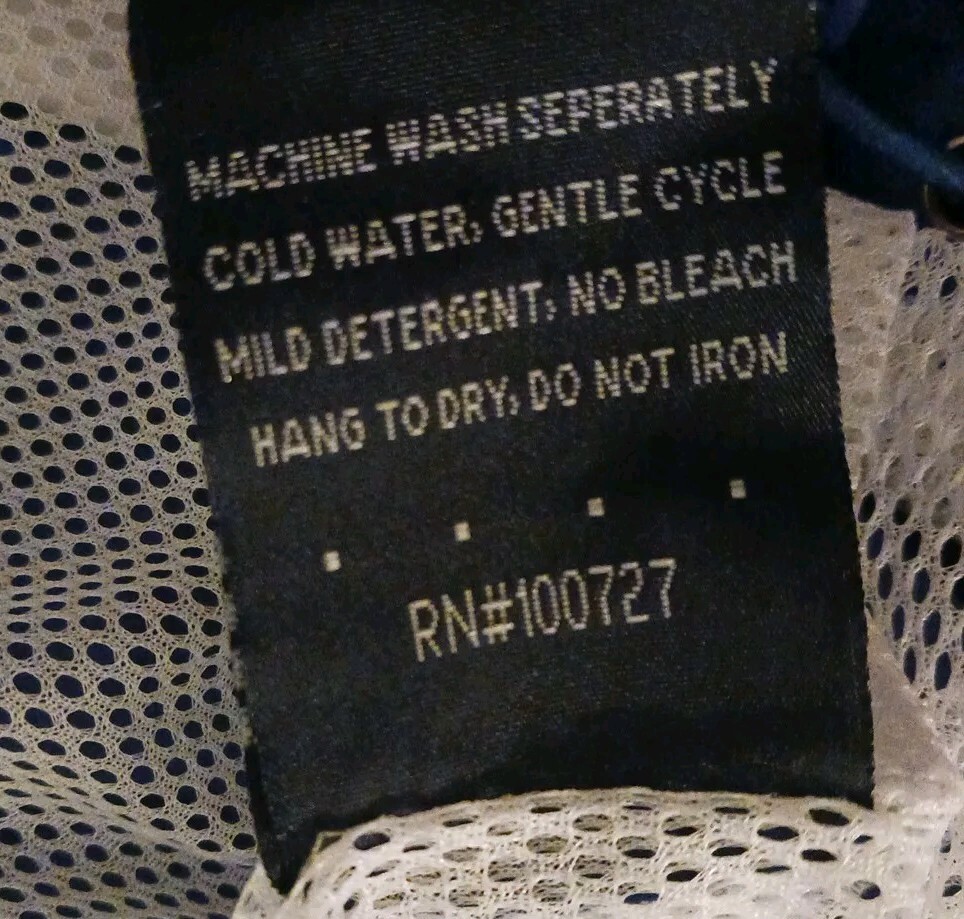 MACHINE WASH SEPERATELY
COLD WATER, GENTLE CYCLE
MILD DETERGENT, NO BLEACH
HANG TO DRY, DO NOT IRON
RN#100727